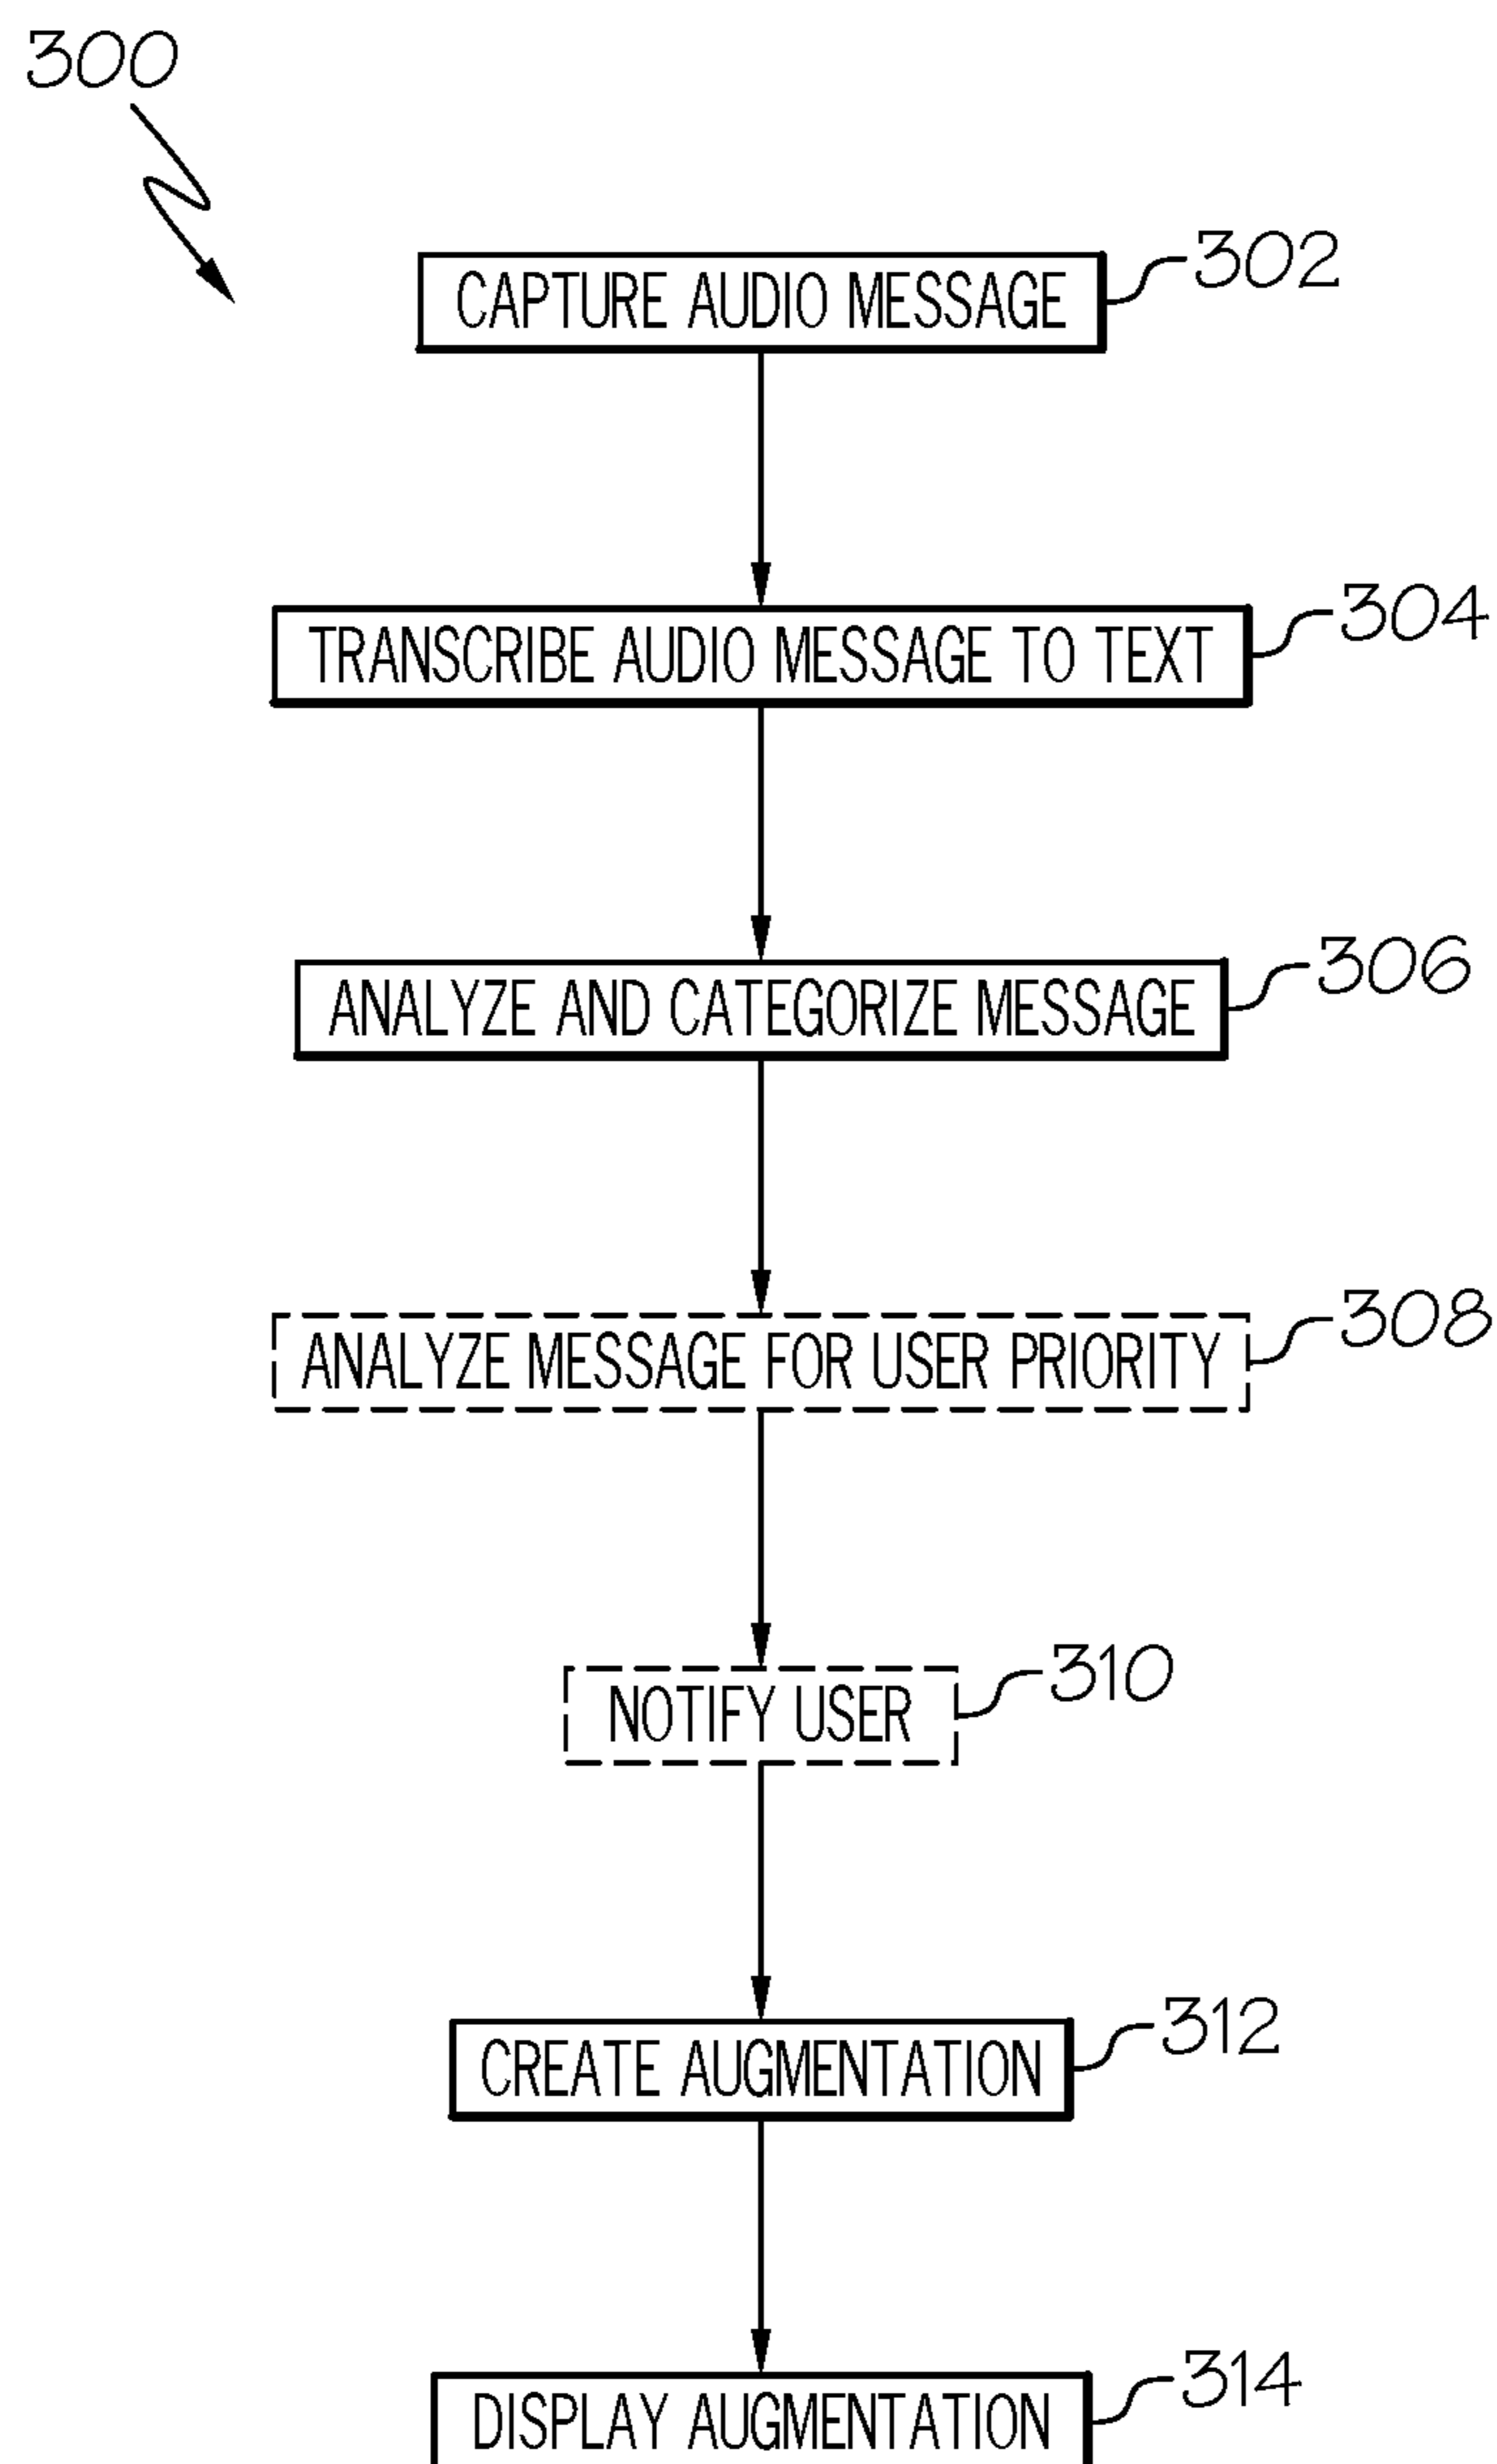 300
CAPTURE AUDIO MESSAGE 302
TRANSCRIBE AUDIO MESSAGE TO TEXT 304
ANALYZE AND CATEGORIZE MESSAGE 306
ANALYZE MESSAGE FOR USER PRIORITY 308
NOTIFY USER 310
CREATE AUGMENTATION 312
DISPLAY AUGMENTATION 314